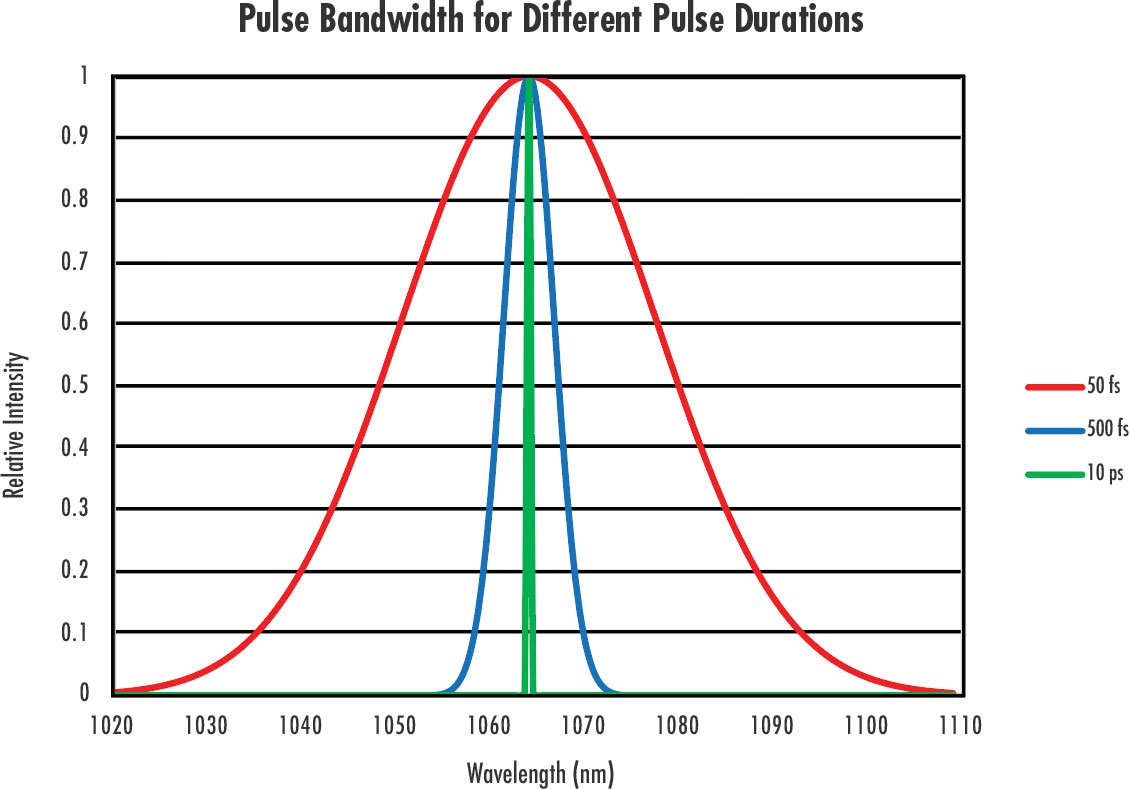 Pulse Bandwidth for Different Pulse Durations
1
0.9
0.8
0.7
0.6
0.5
0.4
0.3
0.2
0.1
0
Relative Intensity
1020 1030 1040 1050 1060 1070 1080 1090 1100 1110
Wavelength (nm)
50 fs
500 fs
10 ps